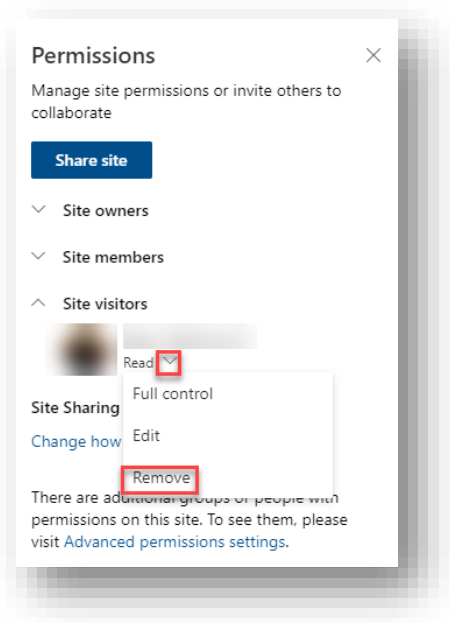 Permissions
Manage site permissions or invite others to
collaborate
Share site
Site owners
Site members
Site visitors
Read
Full control
Site Sharing
Edit
Change how
Remove
There are additional groups or people with
permissions on this site. To see them, please
visit Advanced permissions settings.